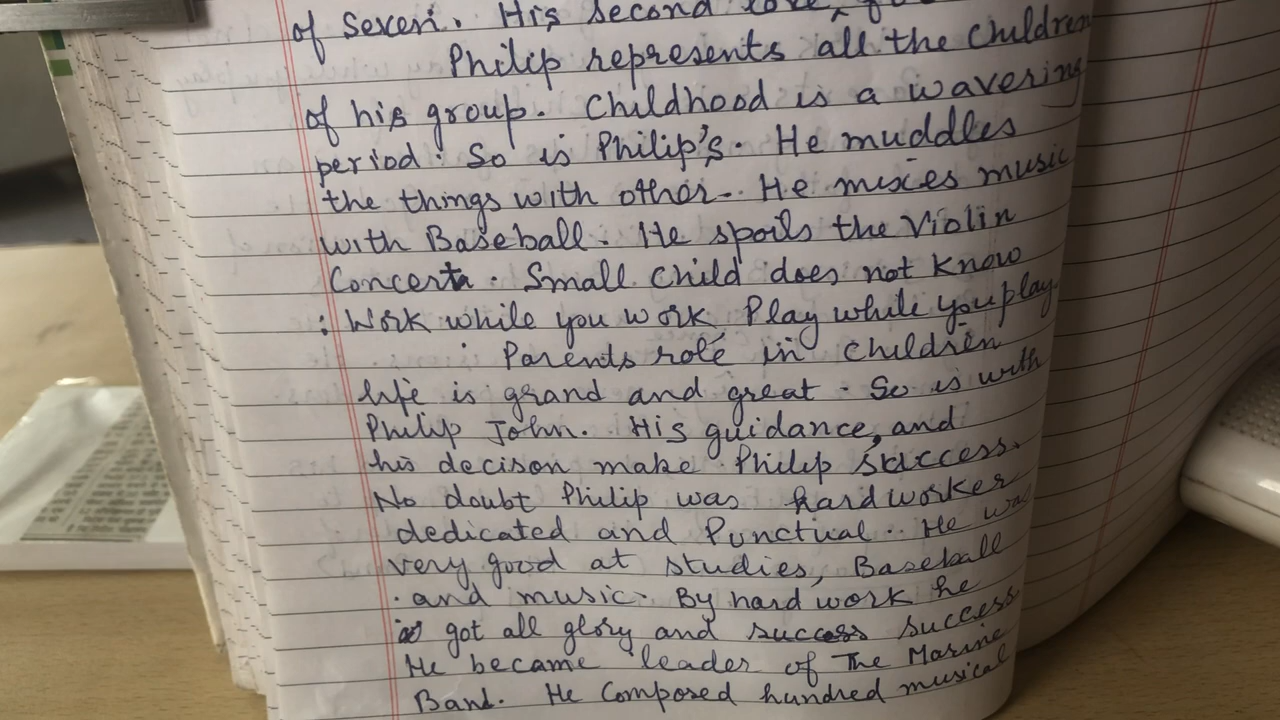 of Sexeri. His second love,
Philip represents all the children
of his group. Childhood is a wavering
period. So is Philip's. He muddles
the things with other. He mixes music
with Baseball. He spoils the Violin
Concert. Small child does not know
: Work while you work Play while you play.
Parents role in children
life is grand and great. So is with
Philip John. His guidance, and
his decison make Philip success.
No doubt Philip was hardworker
dedicated and Punctual. He was
very good at studies, Baseball
and music. By hard work he
got all glory and success success
He became leader of The Marine
Band. He composed hundred musical